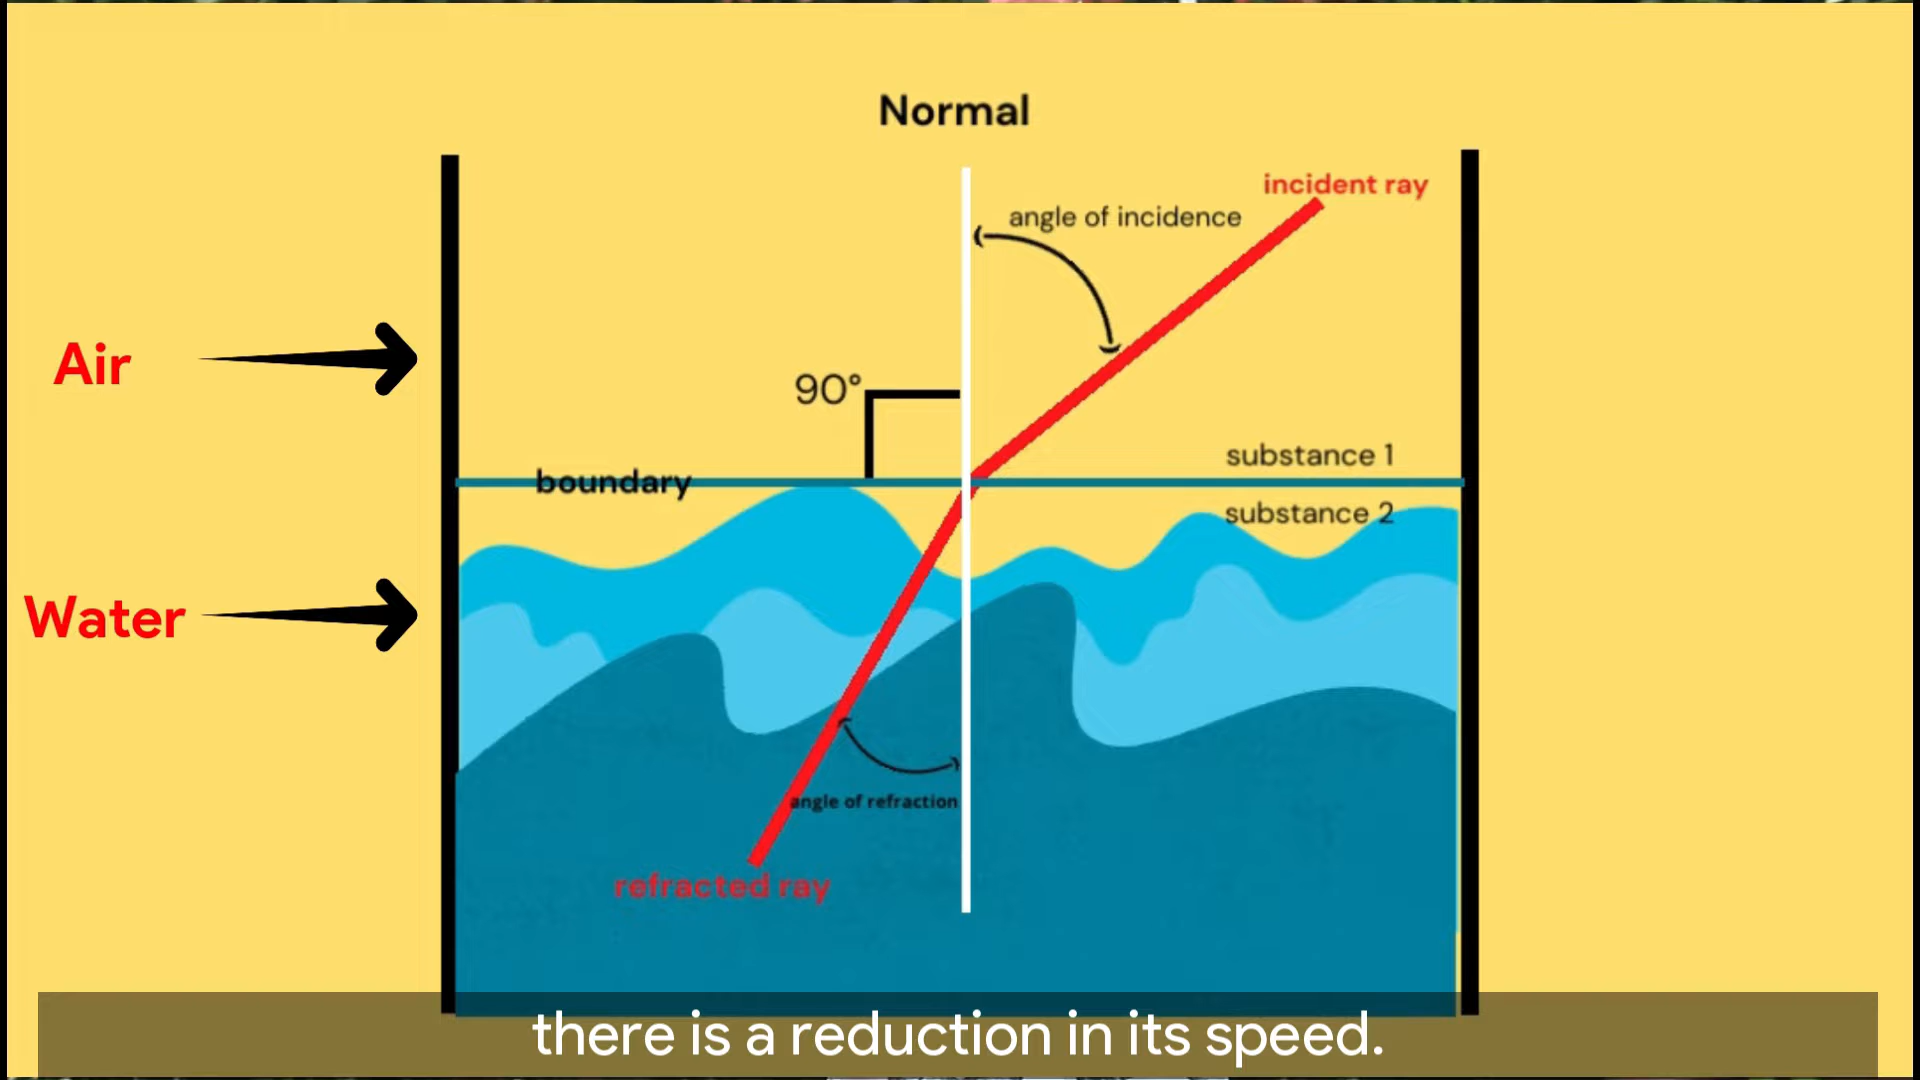 Normal
incident ray
angle of incidence
Air
90°
substance 1
boundary
substance 2
Water
angle of refraction
refracted ray
there is a reduction in its speed.